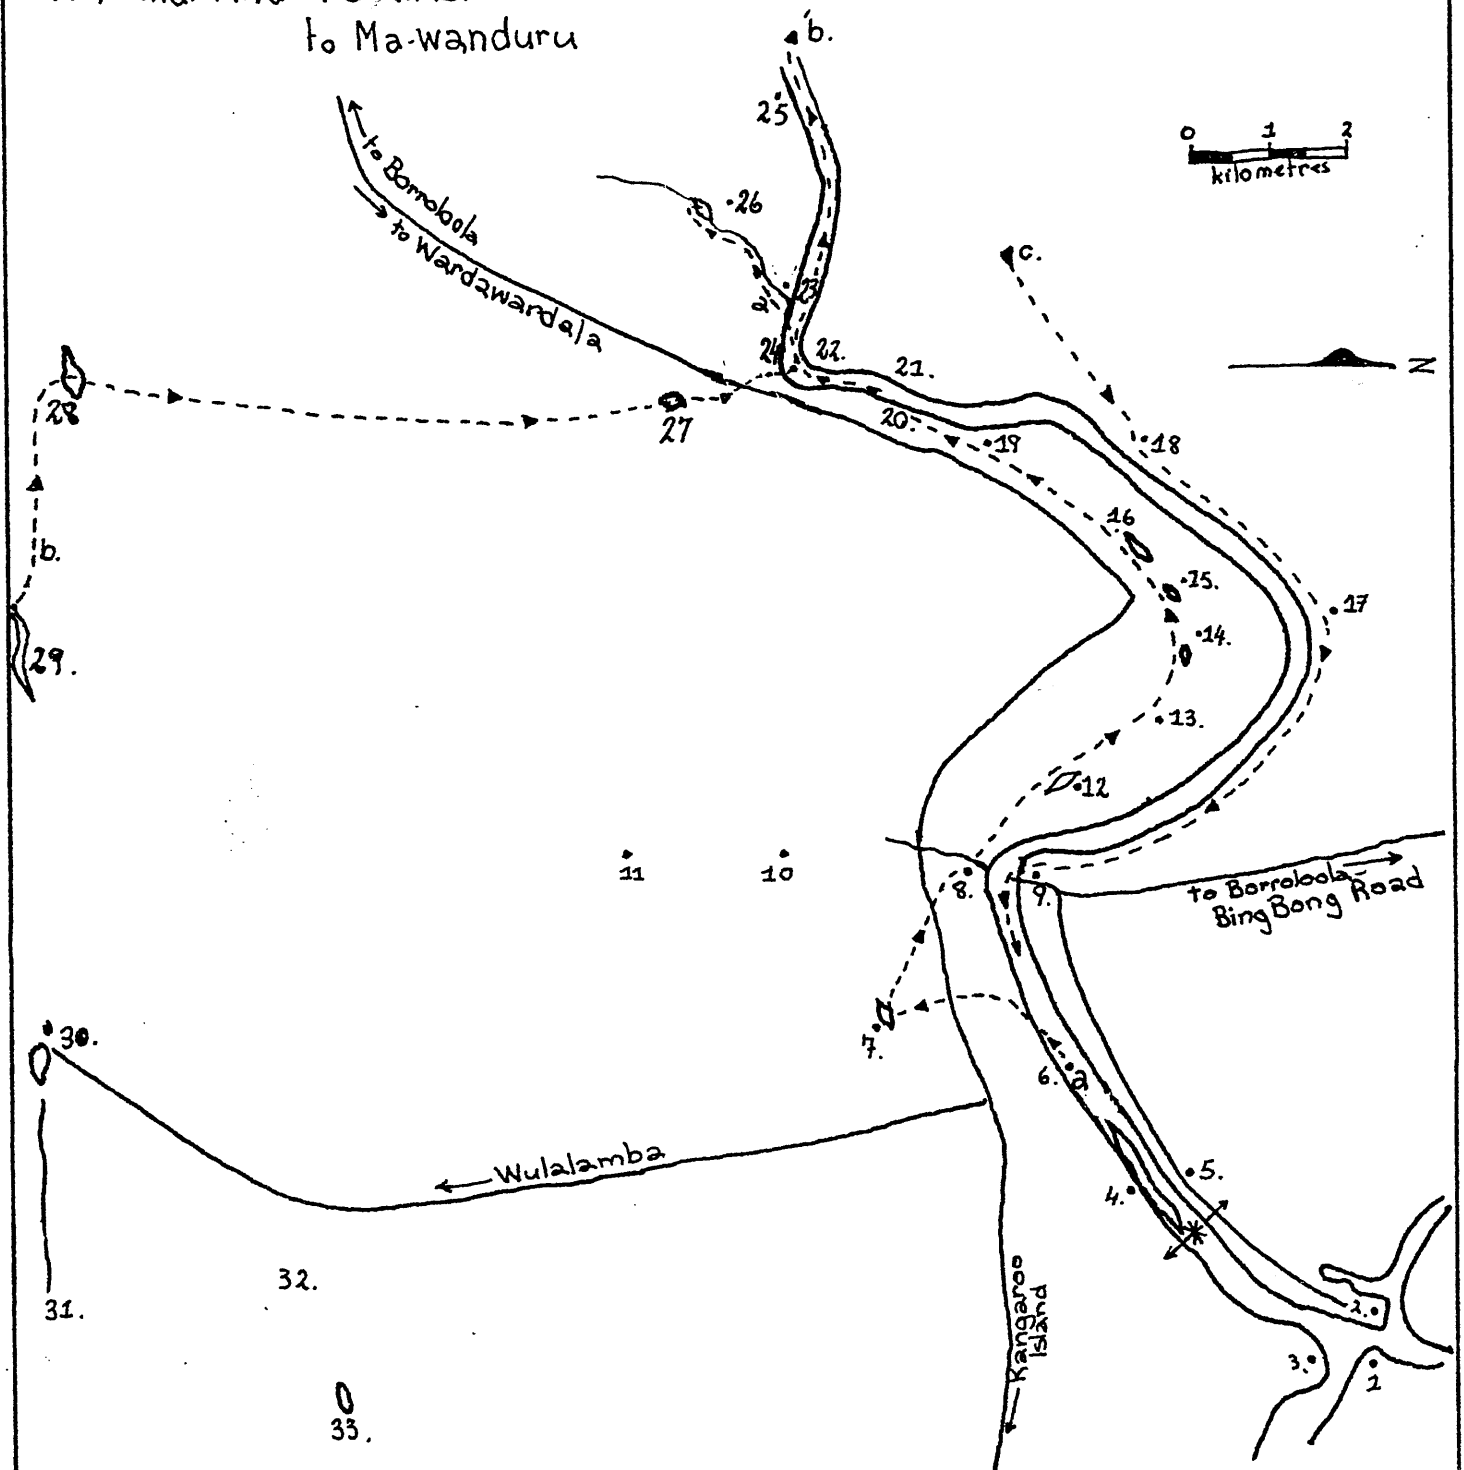 to Ma-wanduru
b.
25
0 1 2
kilometres
to Borroloola
to Wardawardala
26
c.
a
23
24
22.
21.
N
28
27
20.
19
18
16
b.
15.
17
14.
29.
13.
12
11
10
8.
9.
to Borroloola-
BingBong Road
7.
30.
6.
a
Wulalamba
5.
4.
32.
31.
Kangaroo
Island
2.
3.
1
33.